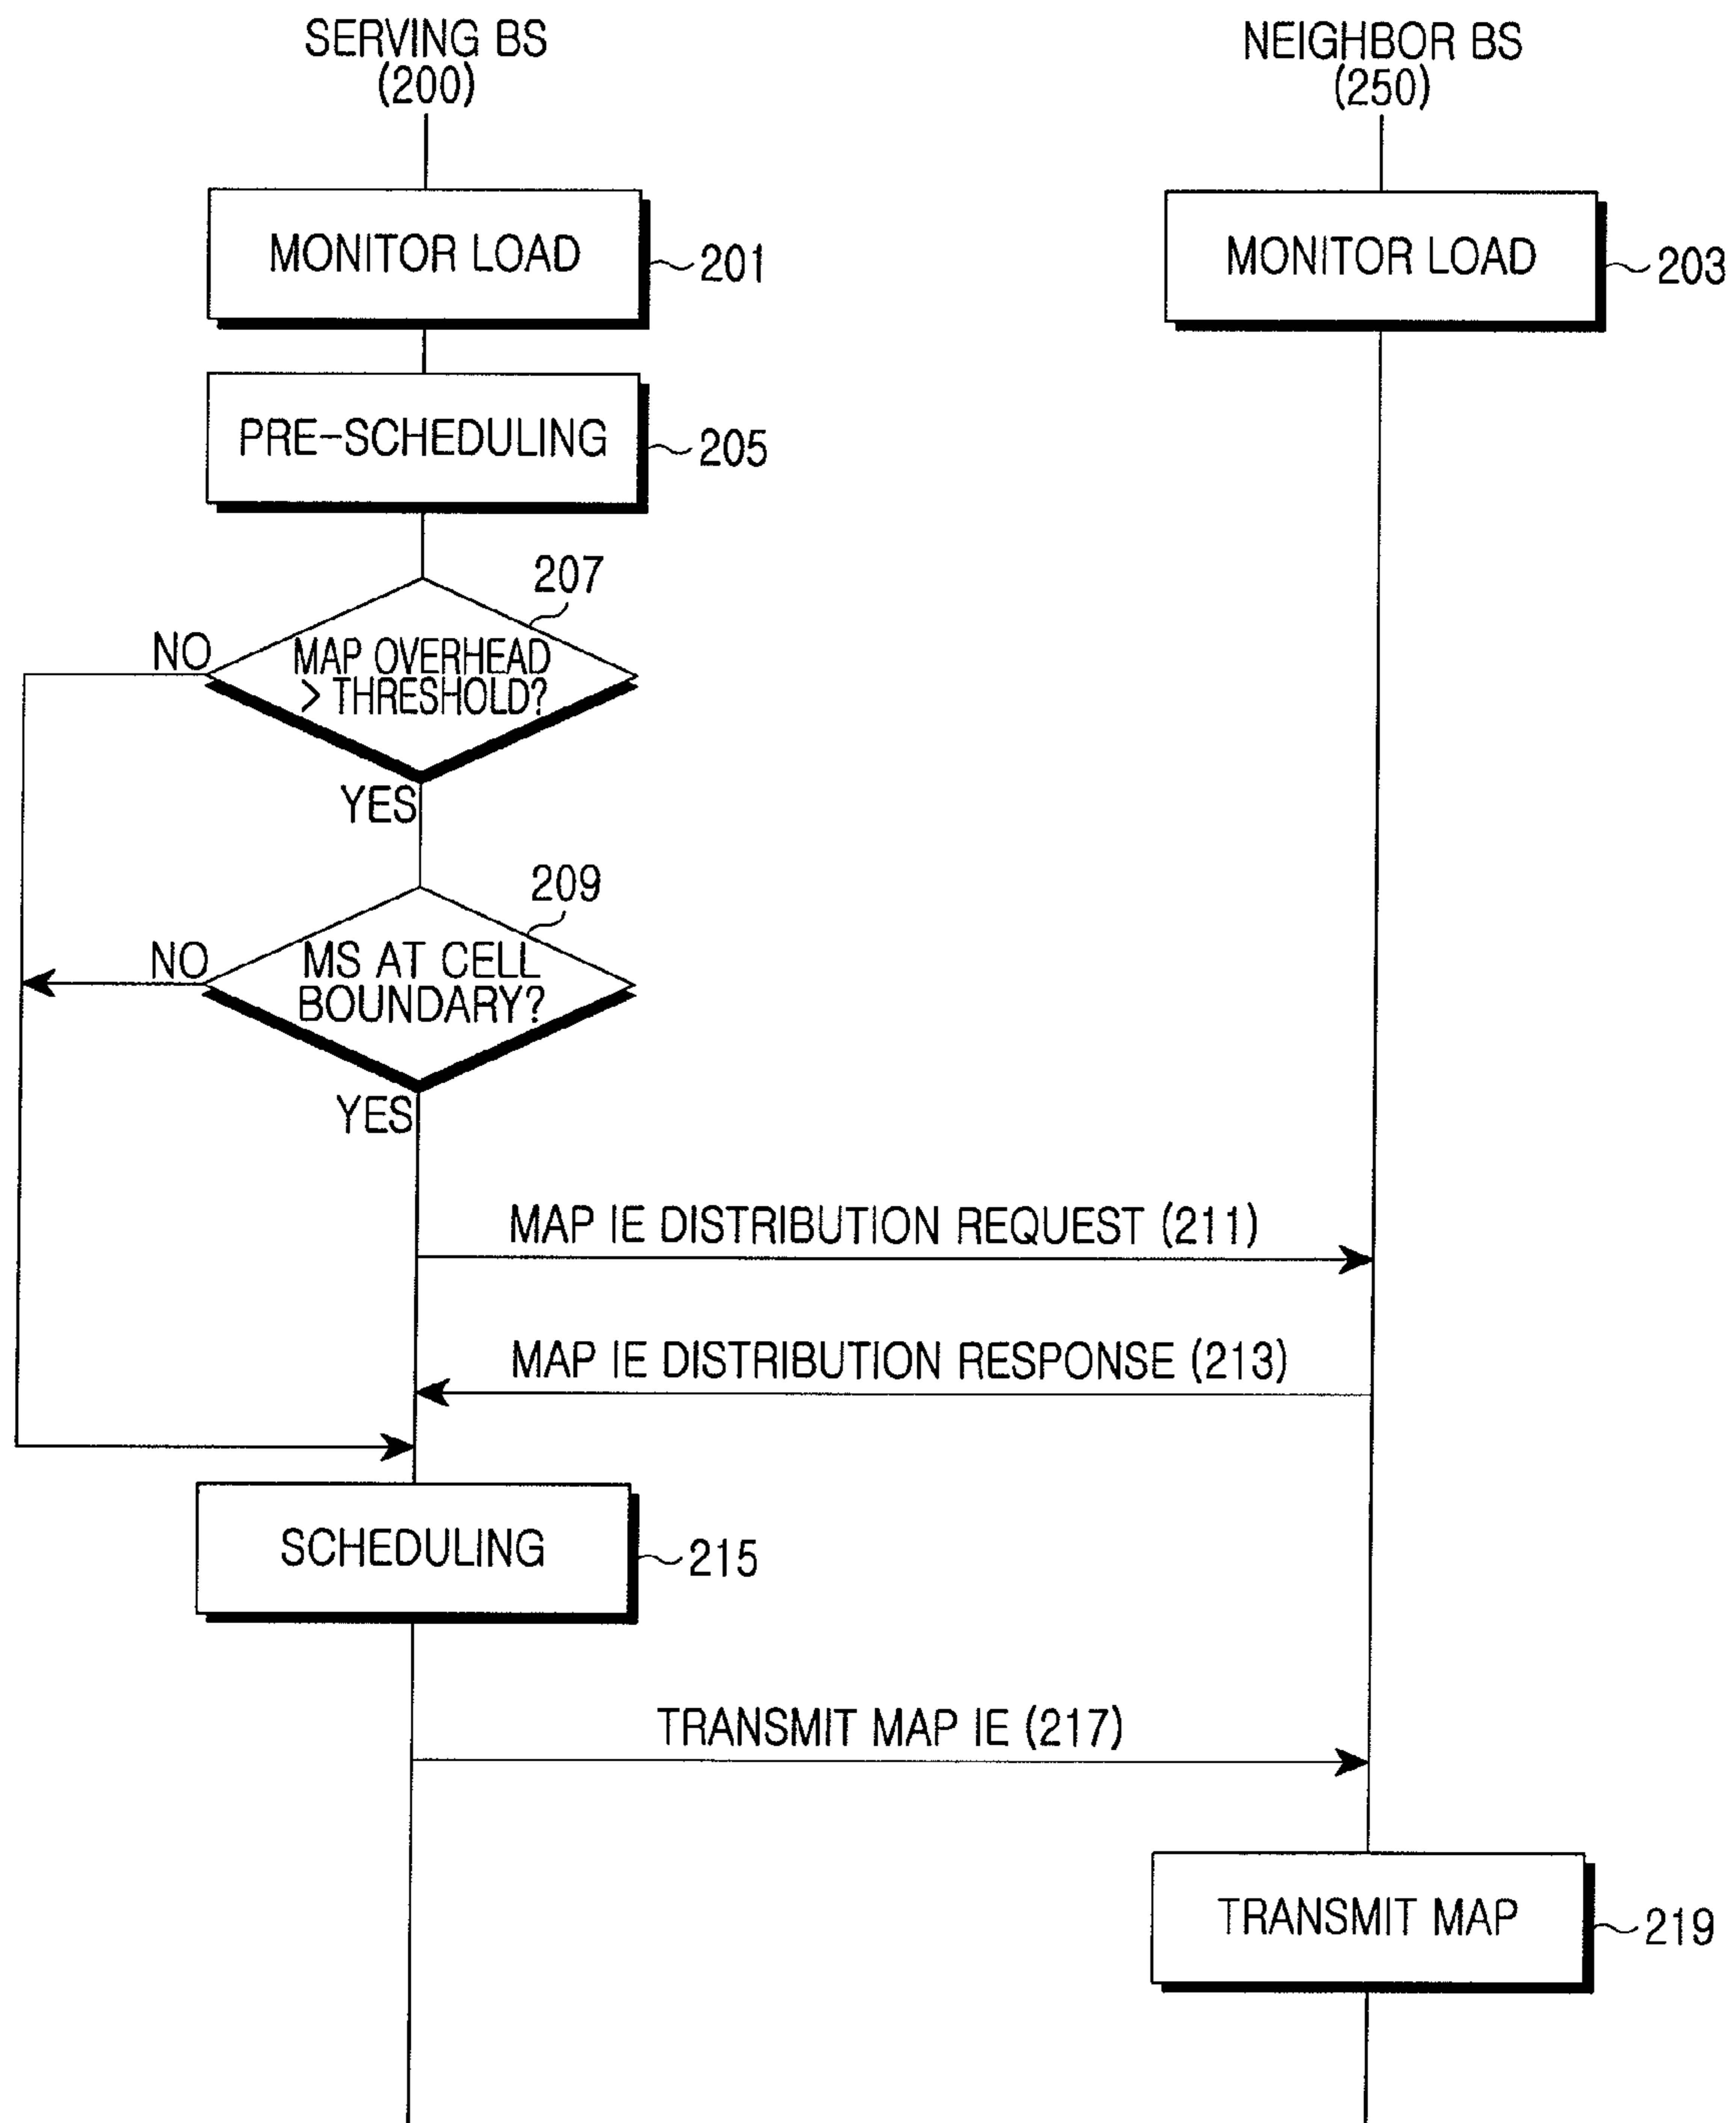 SERVING BS
(200)
NEIGHBOR BS
(250)
MONITOR LOAD
201
MONITOR LOAD
203
PRE-SCHEDULING
205
207
NO
MAP OVERHEAD
> THRESHOLD?
YES
209
NO
MS AT CELL
BOUNDARY?
YES
MAP IE DISTRIBUTION REQUEST (211)
MAP IE DISTRIBUTION RESPONSE (213)
SCHEDULING
215
TRANSMIT MAP IE (217)
TRANSMIT MAP
219